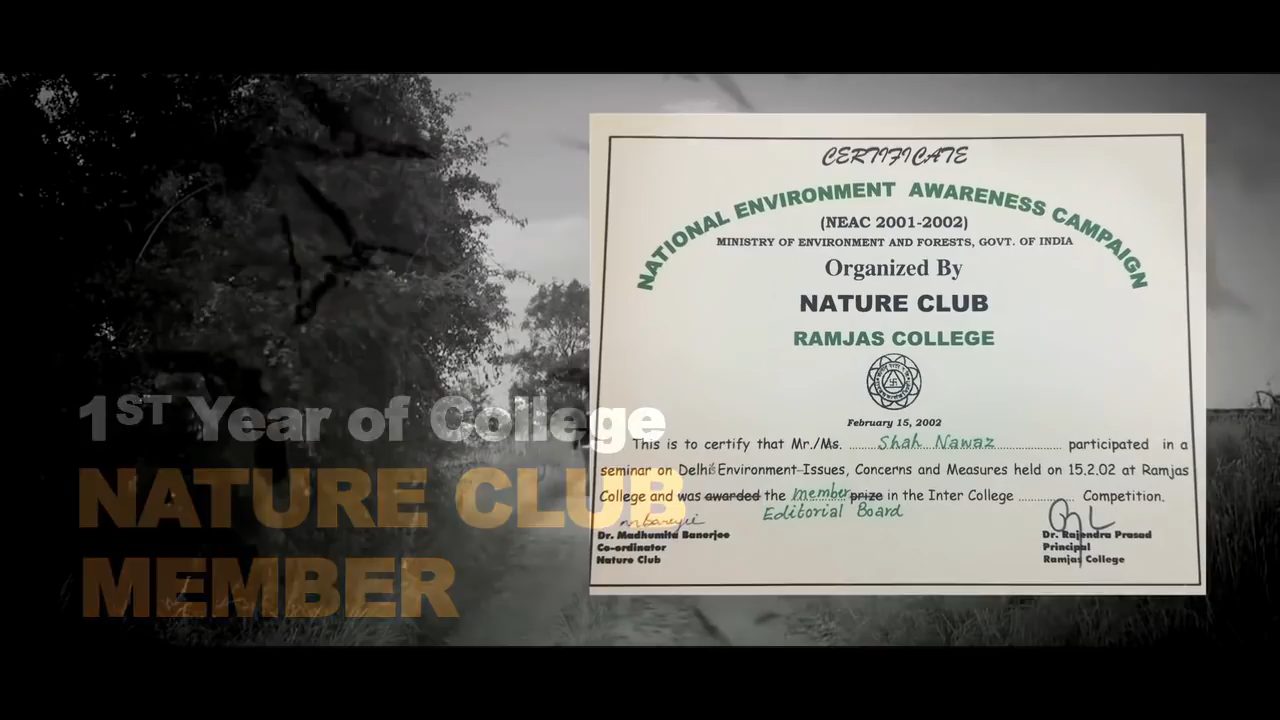 1ST Year of College
NATURE CLUB
MEMBER
CERTIFICATE
NATIONAL ENVIRONMENT AWARENESS CAMPAIGN
(NEAC 2001-2002)
MINISTRY OF ENVIRONMENT AND FORESTS, GOVT. OF INDIA
Organized By
NATURE CLUB
RAMJAS COLLEGE
February 15, 2002
This is to certify that Mr./Ms. Shah Nawaz participated in a
seminar on Delhi Environment-Issues, Concerns and Measures held on 15.2.02 at Ramjas
College and was awarded the member prize in the Inter College .............. Competition.
Editorial Board
Dr. Madhumita Banerjee
Co-ordinator
Nature Club
Dr. Rajendra Prasad
Principal
Ramjas College